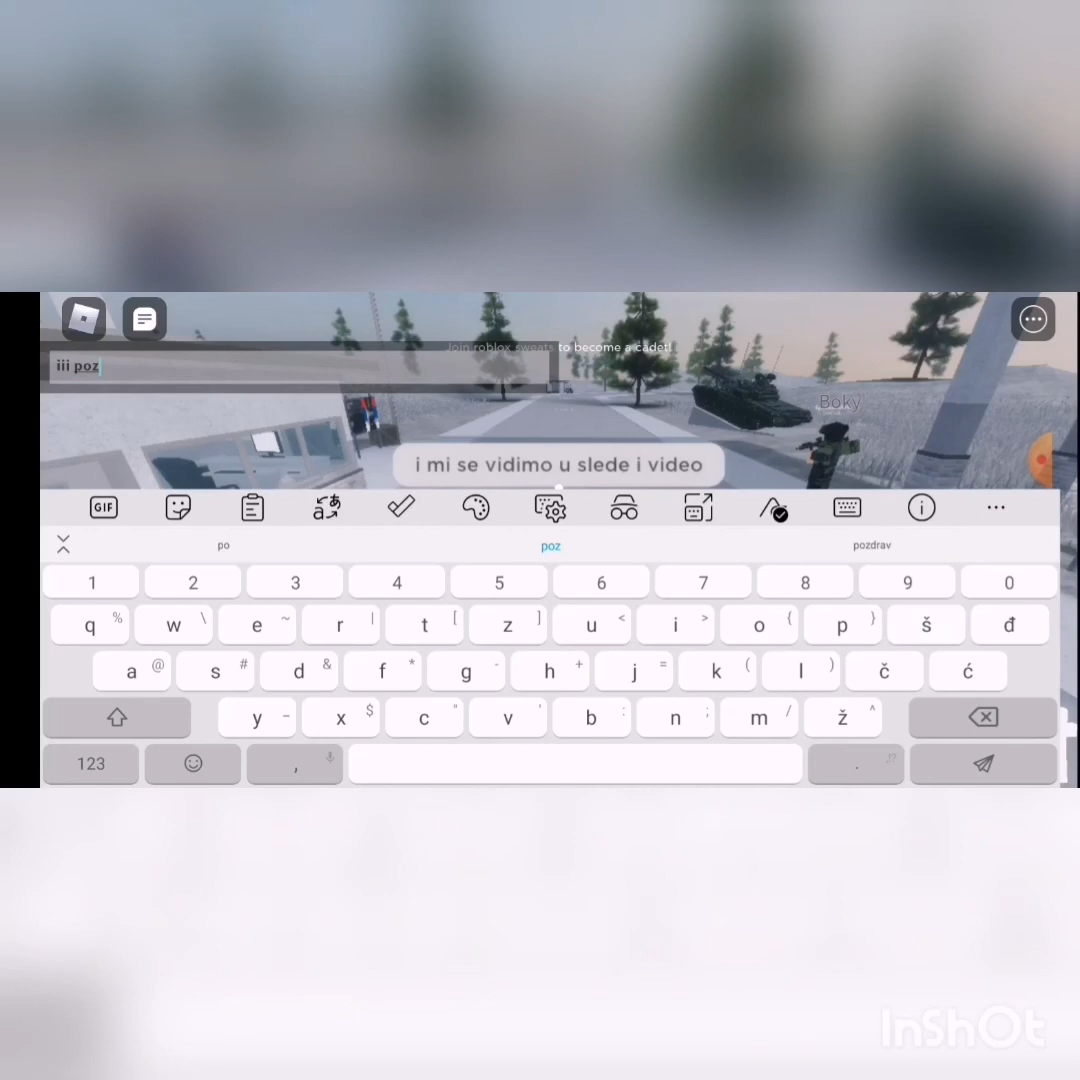 Join roblox sweats to become a cadet!
iii poz
Boky
i mi se vidimo u slede i video
GIF
po poz pozdrav
1 2 3 4 5 6 7 8 9 0
q % w \ e ~ r | t [ z ] u < i > o { p } š đ
a @ s # d & f * g - h + j = k ( l ) č ć
y _ x $ c " v ' b : n ; m / ž ^
123 , . ,!?
InShOt